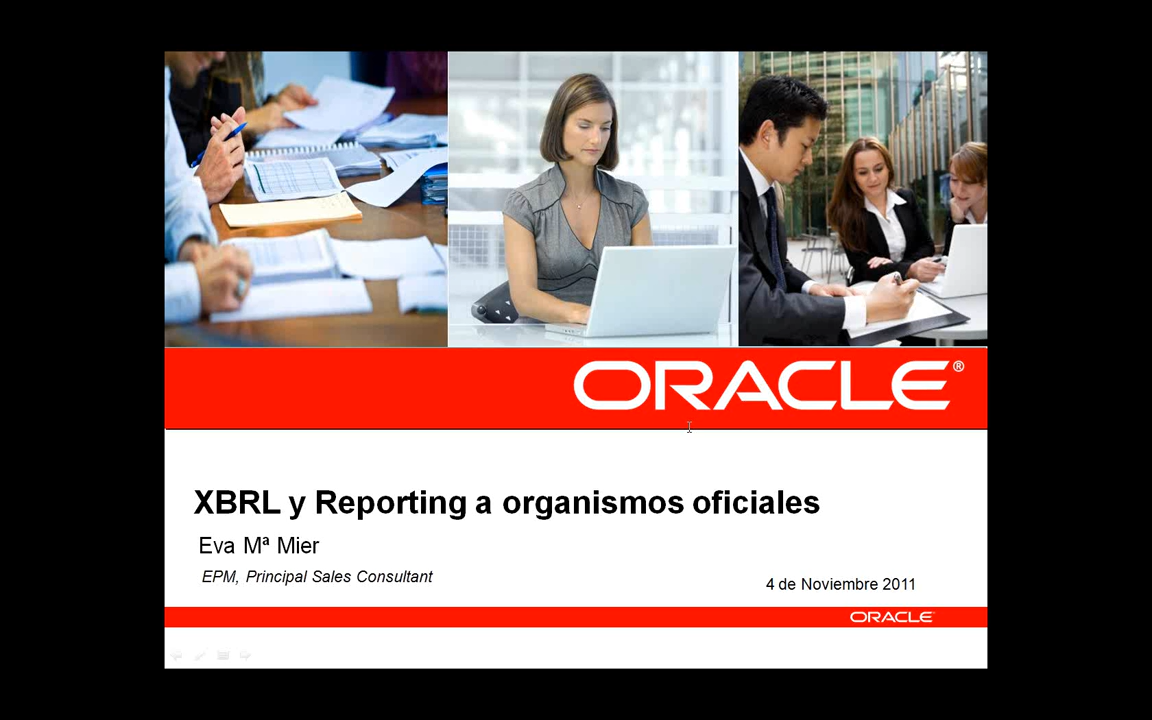 ORACLE®
XBRL y Reporting a organismos oficiales
Eva Mª Mier
EPM, Principal Sales Consultant
4 de Noviembre 2011
ORACLE